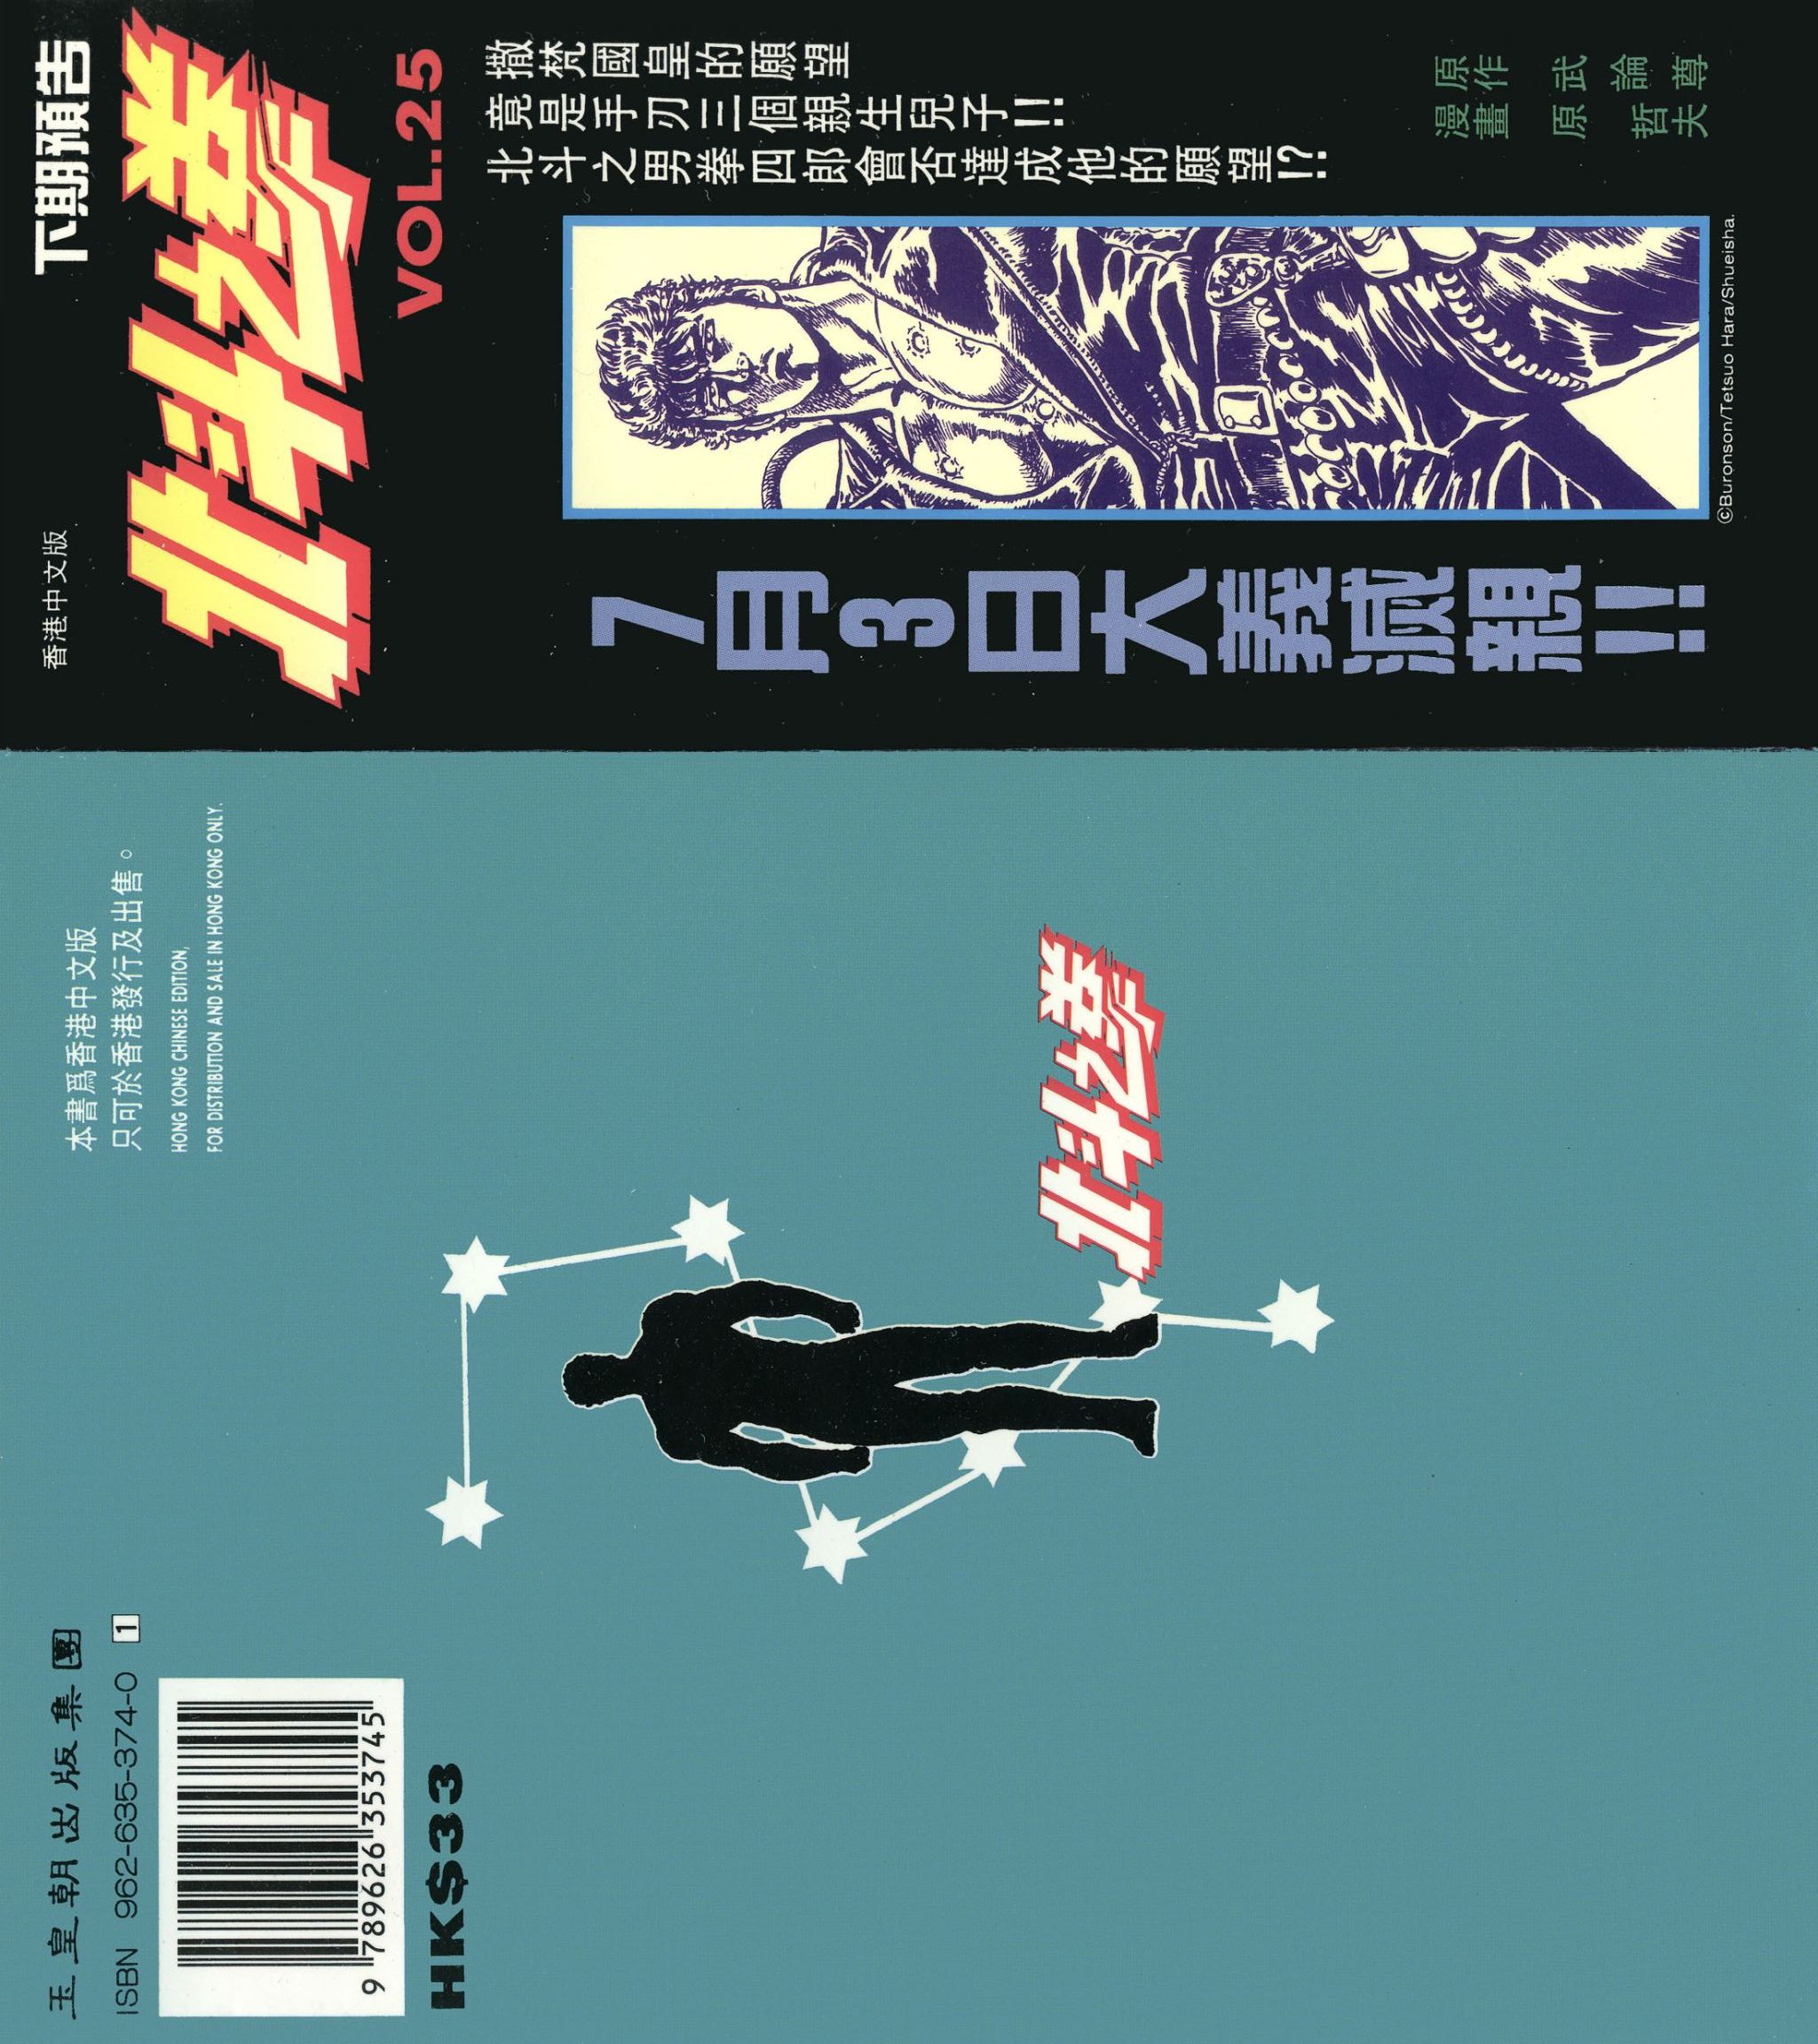 下期預告
香港中文版
北斗之拳
VOL.25
撒梵國皇的願望
竟是手刃三個親生兒子!!
北斗之男拳四郎會否達成他的願望!?
原作 武論尊
漫畫 原哲夫
©Buronson/Tetsuo Hara/Shueisha.
7月3日大義滅親!!
本書爲香港中文版
只可於香港發行及出售。
HONG KONG CHINESE EDITION,
FOR DISTRIBUTION AND SALE IN HONG KONG ONLY.
北斗之拳
玉皇朝出版集團
ISBN 962-635-374-0 1
9 789626 353745
HK$33